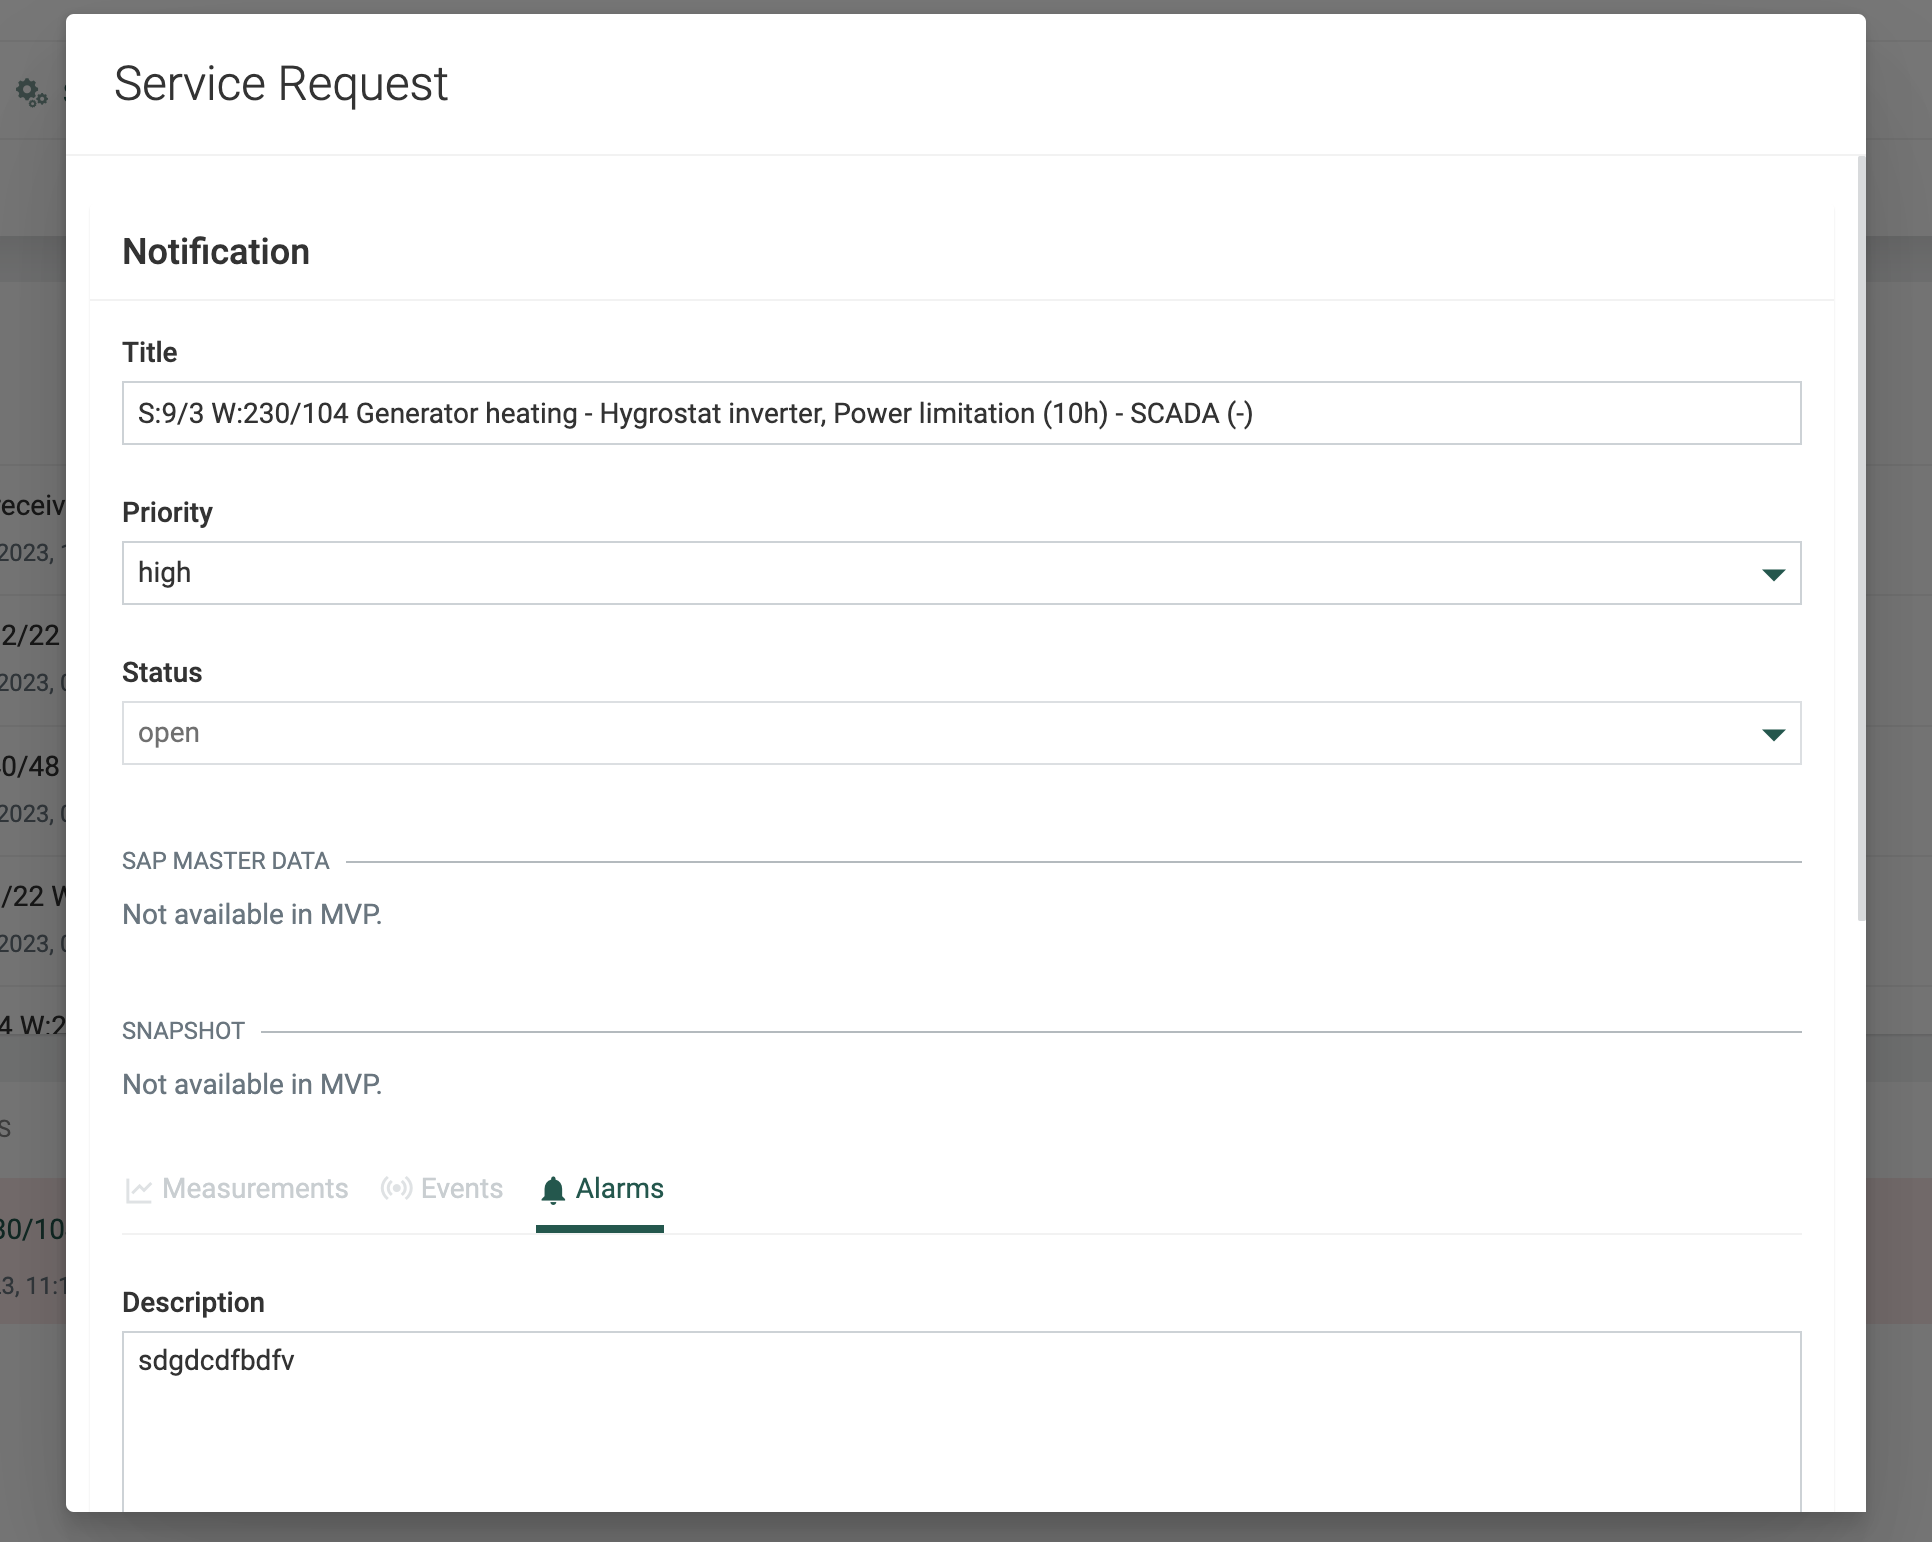 Service Request
Notification
Title
S:9/3 W:230/104 Generator heating - Hygrostat inverter, Power limitation (10h) - SCADA (-)
Priority
high
Status
open
SAP MASTER DATA
Not available in MVP.
SNAPSHOT
Not available in MVP.
Measurements Events Alarms
Description
sdgdcdfbdfv
2023,
2/22
2023,
0/48
2023,
/22
2023,
4 W:2
S
30/10
3, 11:1